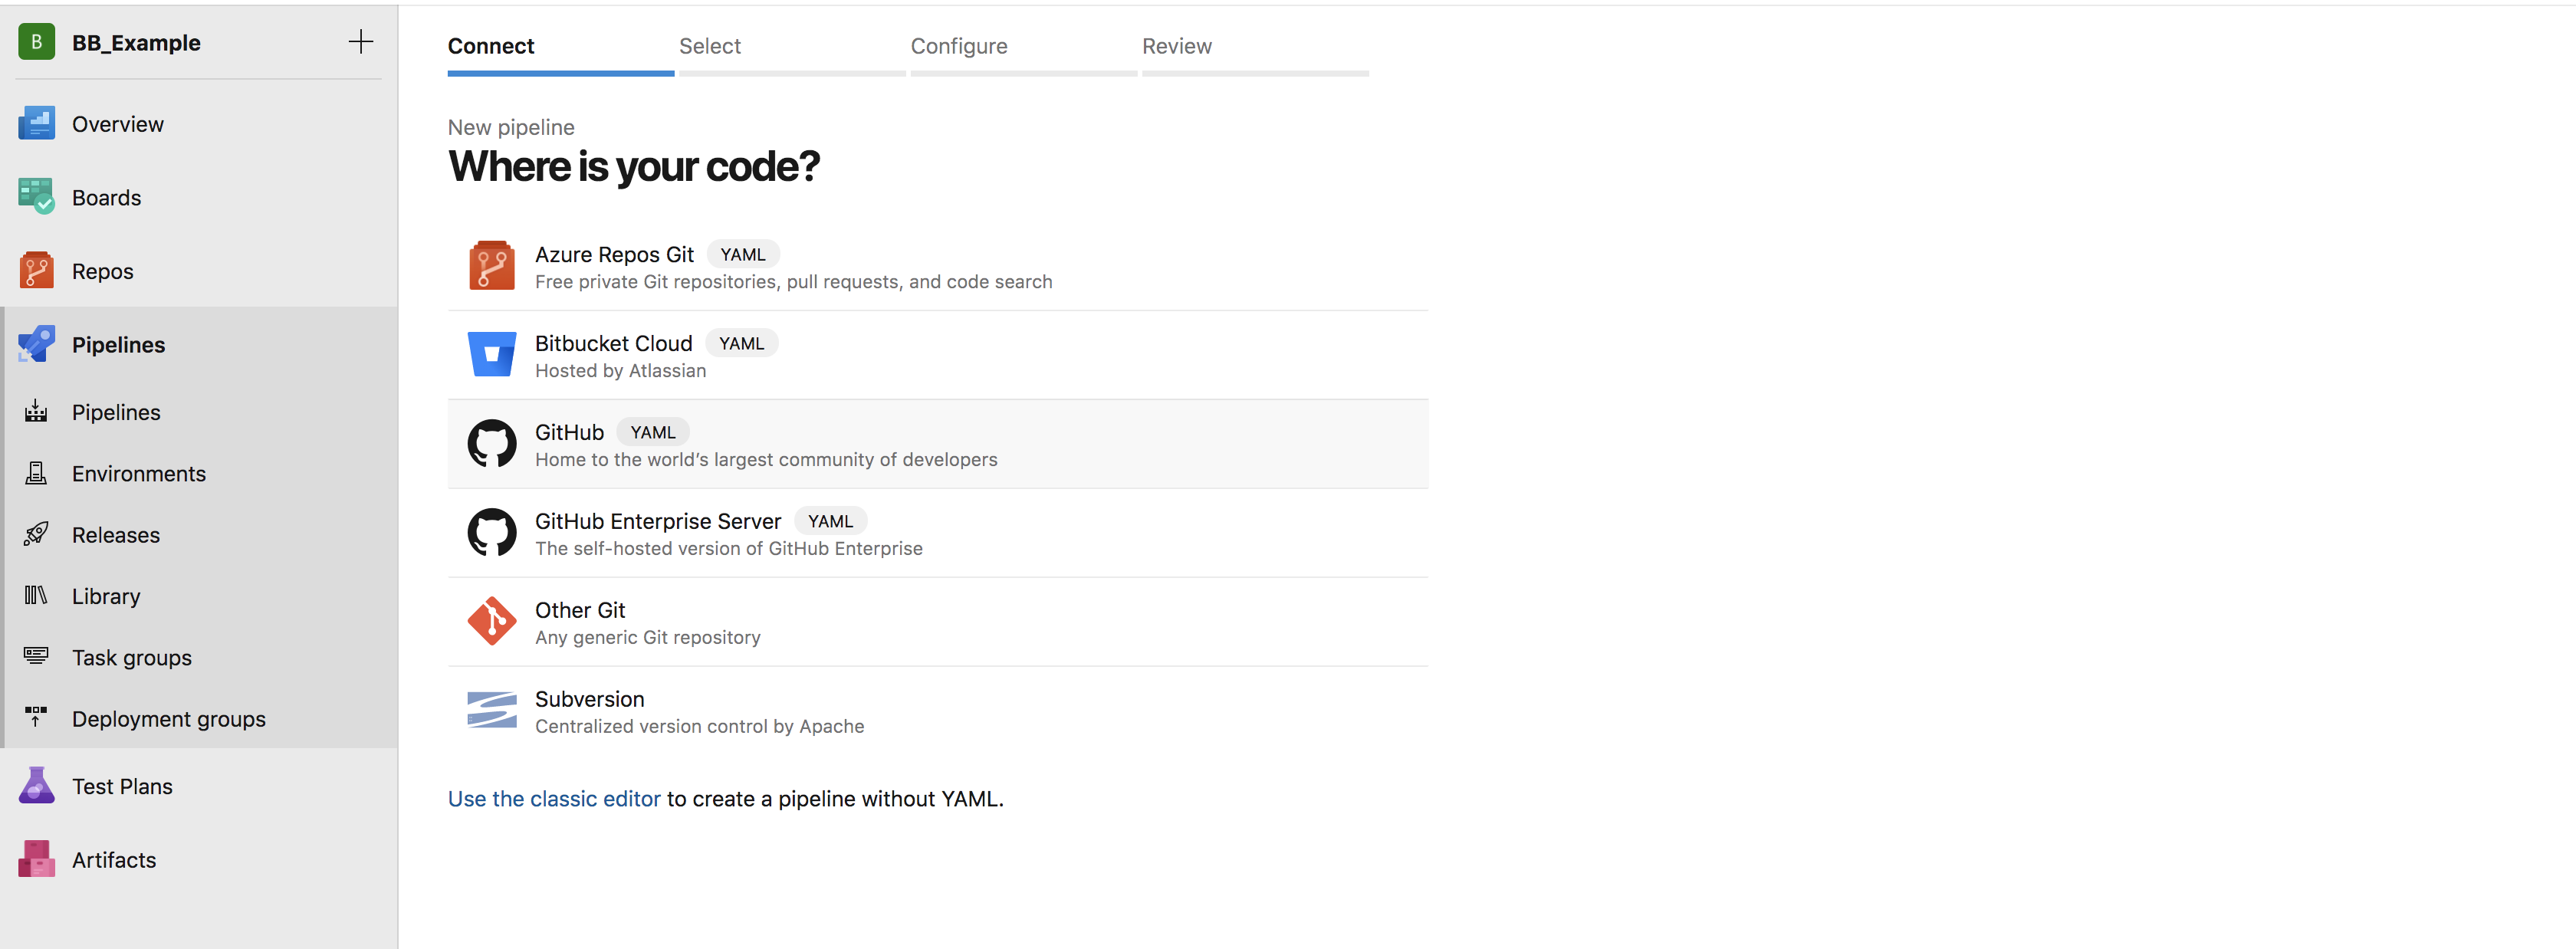 B BB_Example
Overview
Boards
Repos
Pipelines
Pipelines
Environments
Releases
Library
Task groups
Deployment groups
Test Plans
Artifacts
Connect Select Configure Review
New pipeline
Where is your code?
Azure Repos Git YAML
Free private Git repositories, pull requests, and code search
Bitbucket Cloud YAML
Hosted by Atlassian
GitHub YAML
Home to the world’s largest community of developers
GitHub Enterprise Server YAML
The self-hosted version of GitHub Enterprise
Other Git
Any generic Git repository
Subversion
Centralized version control by Apache
Use the classic editor to create a pipeline without YAML.